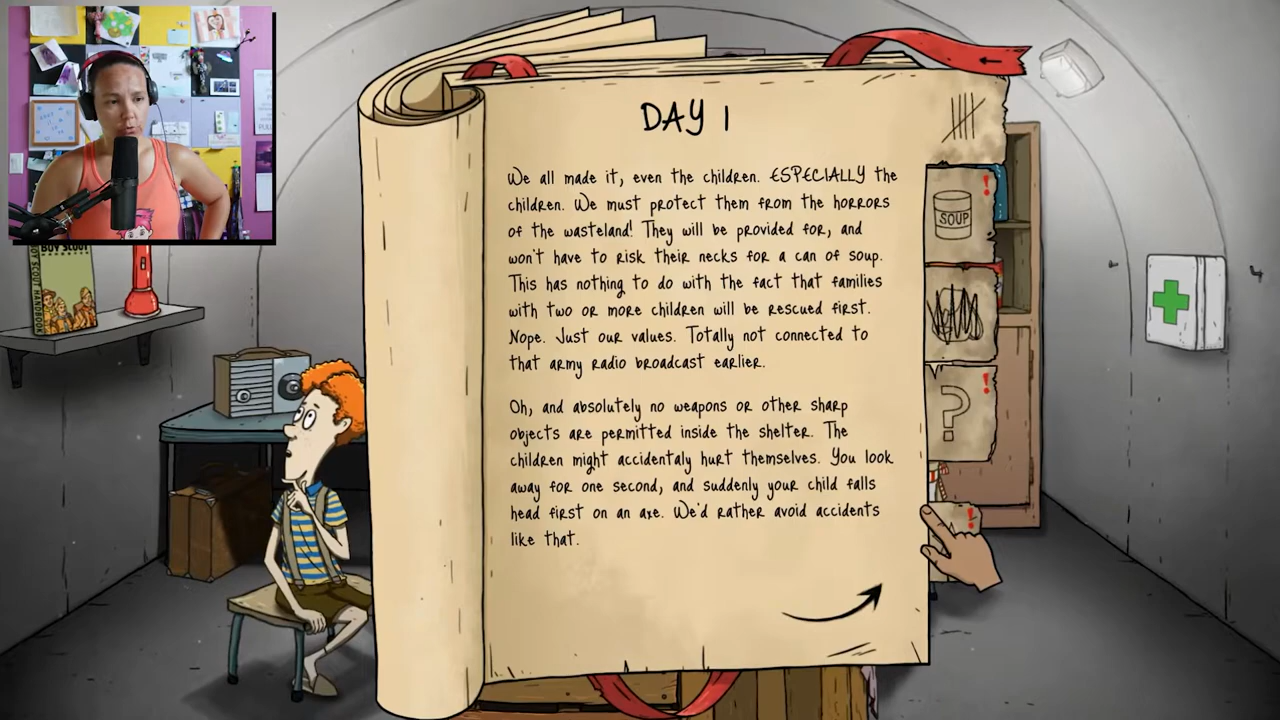 DAY 1
We all made it, even the children. ESPECIALLY the
children. We must protect them from the horrors
of the wasteland! They will be provided for, and
won't have to risk their necks for a can of soup.
This has nothing to do with the fact that families
with two or more children will be rescued first.
Nope. Just our values. Totally not connected to
that army radio broadcast earlier.
Oh, and absolutely no weapons or other sharp
objects are permitted inside the shelter. The
children might accidentaly hurt themselves. You look
away for one second, and suddenly your child falls
head first on an axe. We'd rather avoid accidents
like that.
!
SOUP
!
?
!
BOY SCOUT
BOY SCOUT HANDBOOK